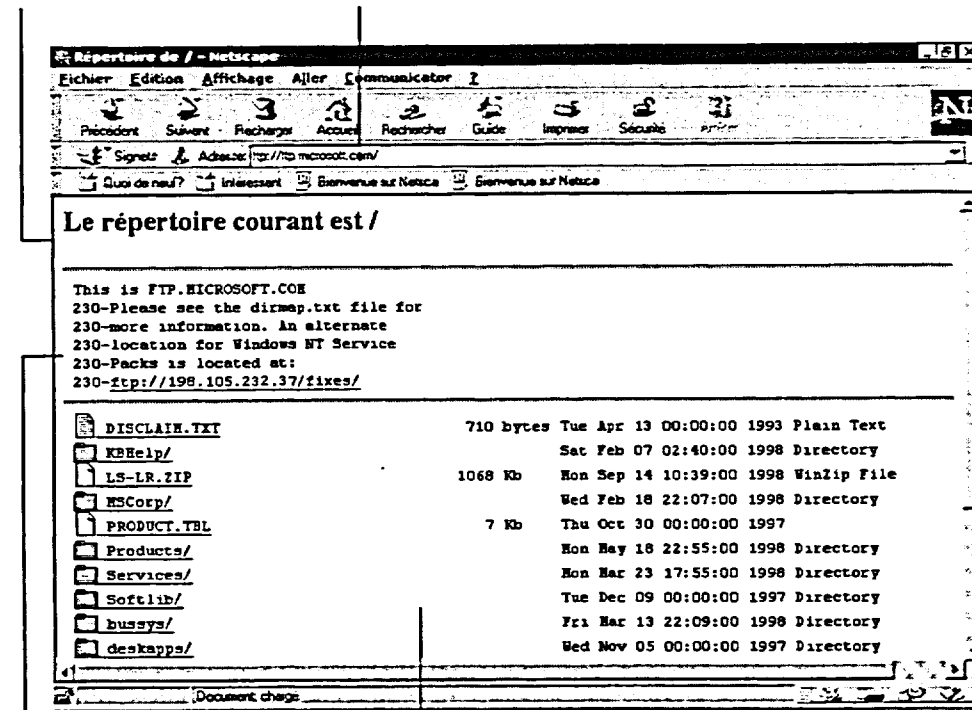 Répertoire de / - Netscape
Fichier Edition Affichage Aller Communicator ?
Précédent Suivant Recharger Accueil Rechercher Guide Imprimer Sécurité Arrêter
Signets Adresse: ftp://ftp.microsoft.com/
Quoi de neuf? Intéressant Bienvenue sur Netsca Bienvenue sur Netsca
Le répertoire courant est /
This is FTP.MICROSOFT.COM
230-Please see the dirmap.txt file for
230-more information. An alternate
230-location for Windows NT Service
230-Packs is located at:
230-ftp://198.105.232.37/fixes/
DISCLAIM.TXT 710 bytes Tue Apr 13 00:00:00 1993 Plain Text
KBHelp/ Sat Feb 07 02:40:00 1998 Directory
LS-LR.ZIP 1068 Kb Mon Sep 14 10:39:00 1998 WinZip File
MSCorp/ Wed Feb 18 22:07:00 1998 Directory
PRODUCT.TBL 7 Kb Thu Oct 30 00:00:00 1997
Products/ Mon May 18 22:55:00 1998 Directory
Services/ Mon Mar 23 17:55:00 1998 Directory
Softlib/ Tue Dec 09 00:00:00 1997 Directory
bussys/ Fri Mar 13 22:09:00 1998 Directory
deskapps/ Wed Nov 05 00:00:00 1997 Directory
Document: chargé